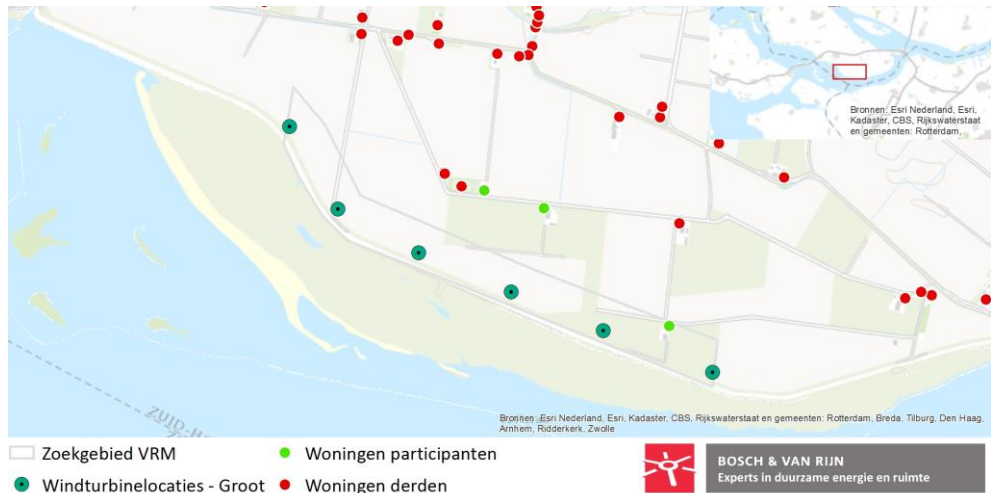 Bronnen: Esri Nederland, Esri,
Kadaster, CBS, Rijkswaterstaat
en gemeenten: Rotterdam,
ZUID-H
Bronnen: Esri Nederland, Esri, Kadaster, CBS, Rijkswaterstaat en gemeenten: Rotterdam, Breda, Tilburg, Den Haag,
Arnhem, Ridderkerk, Zwolle
Zoekgebied VRM
Woningen participanten
Windturbinelocaties - Groot
Woningen derden
BOSCH & VAN RIJN
Experts in duurzame energie en ruimte